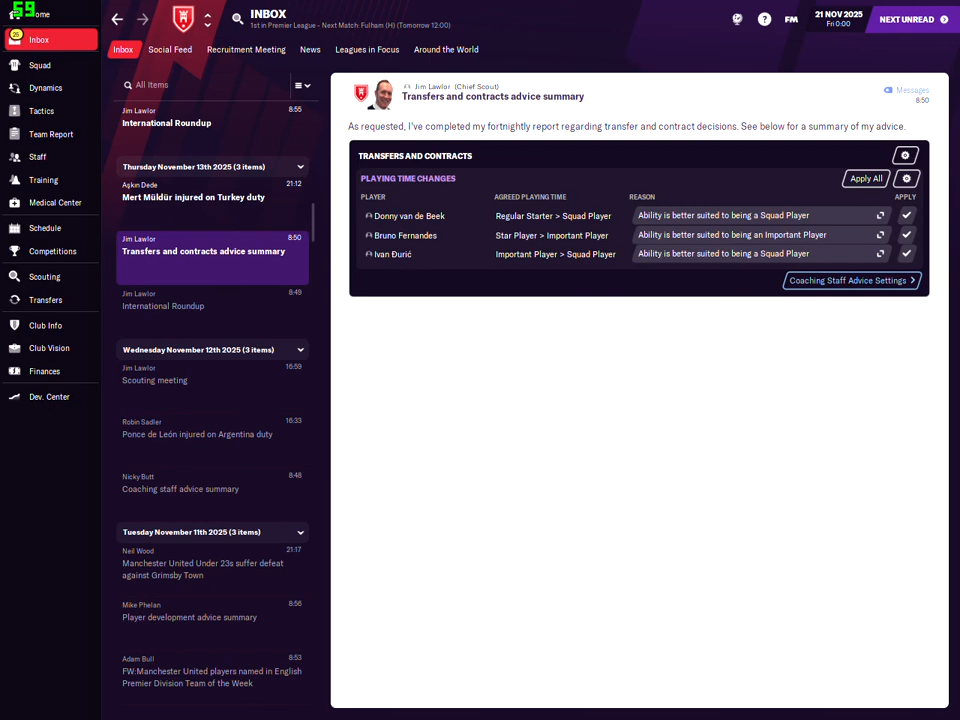 59
ome
INBOX
1st in Premier League - Next Match: Fulham (H) (Tomorrow 12:00)
FM
21 NOV 2025
Fri 0:00
NEXT UNREAD
25
Inbox
Squad
Dynamics
Tactics
Team Report
Staff
Training
Medical Center
Schedule
Competitions
Scouting
Transfers
Club Info
Club Vision
Finances
Dev. Center
Inbox
Social Feed
Recruitment Meeting
News
Leagues in Focus
Around the World
All Items
Jim Lawlor
8:55
International Roundup
Thursday November 13th 2025 (3 items)
Aşkın Dede
21:12
Mert Müldür injured on Turkey duty
Jim Lawlor
8:50
Transfers and contracts advice summary
Jim Lawlor
8:49
International Roundup
Wednesday November 12th 2025 (3 items)
Jim Lawlor
16:59
Scouting meeting
Robin Sadler
16:33
Ponce de León injured on Argentina duty
Nicky Butt
8:48
Coaching staff advice summary
Tuesday November 11th 2025 (3 items)
Neil Wood
21:17
Manchester United Under 23s suffer defeat
against Grimsby Town
Mike Phelan
8:56
Player development advice summary
Adam Bull
8:53
FW:Manchester United players named in English
Premier Division Team of the Week
Jim Lawlor (Chief Scout)
Transfers and contracts advice summary
Messages
8:50
As requested, I've completed my fortnightly report regarding transfer and contract decisions. See below for a summary of my advice.
TRANSFERS AND CONTRACTS
PLAYING TIME CHANGES
Apply All
PLAYER
AGREED PLAYING TIME
REASON
APPLY
Donny van de Beek
Regular Starter > Squad Player
Ability is better suited to being a Squad Player
Bruno Fernandes
Star Player > Important Player
Ability is better suited to being an Important Player
Ivan Đurić
Important Player > Squad Player
Ability is better suited to being a Squad Player
Coaching Staff Advice Settings >